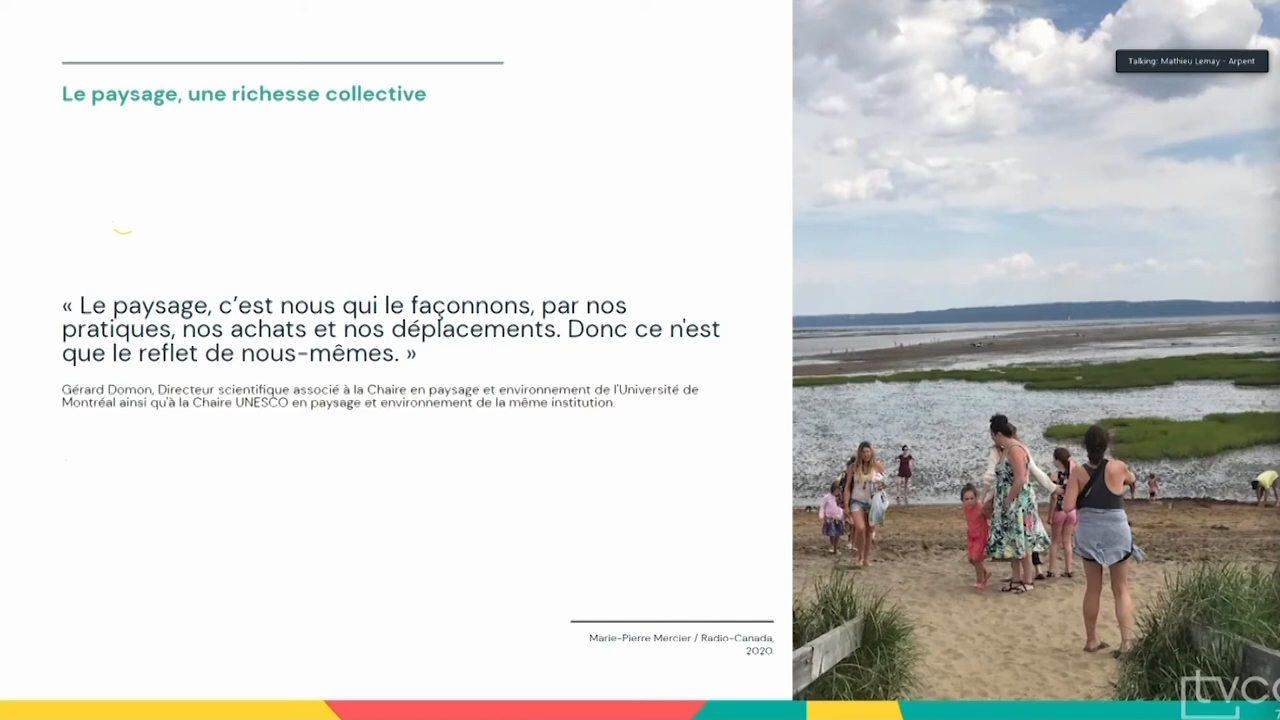 Talking: Mathieu Lemay - Arpent
Le paysage, une richesse collective
« Le paysage, c’est nous qui le façonnons, par nos
pratiques, nos achats et nos déplacements. Donc ce n'est
que le reflet de nous-mêmes. »
Gérard Domon, Directeur scientifique associé à la Chaire en paysage et environnement de l'Université de
Montréal ainsi qu'à la Chaire UNESCO en paysage et environnement de la même institution.
Marie-Pierre Mercier / Radio-Canada,
2020.